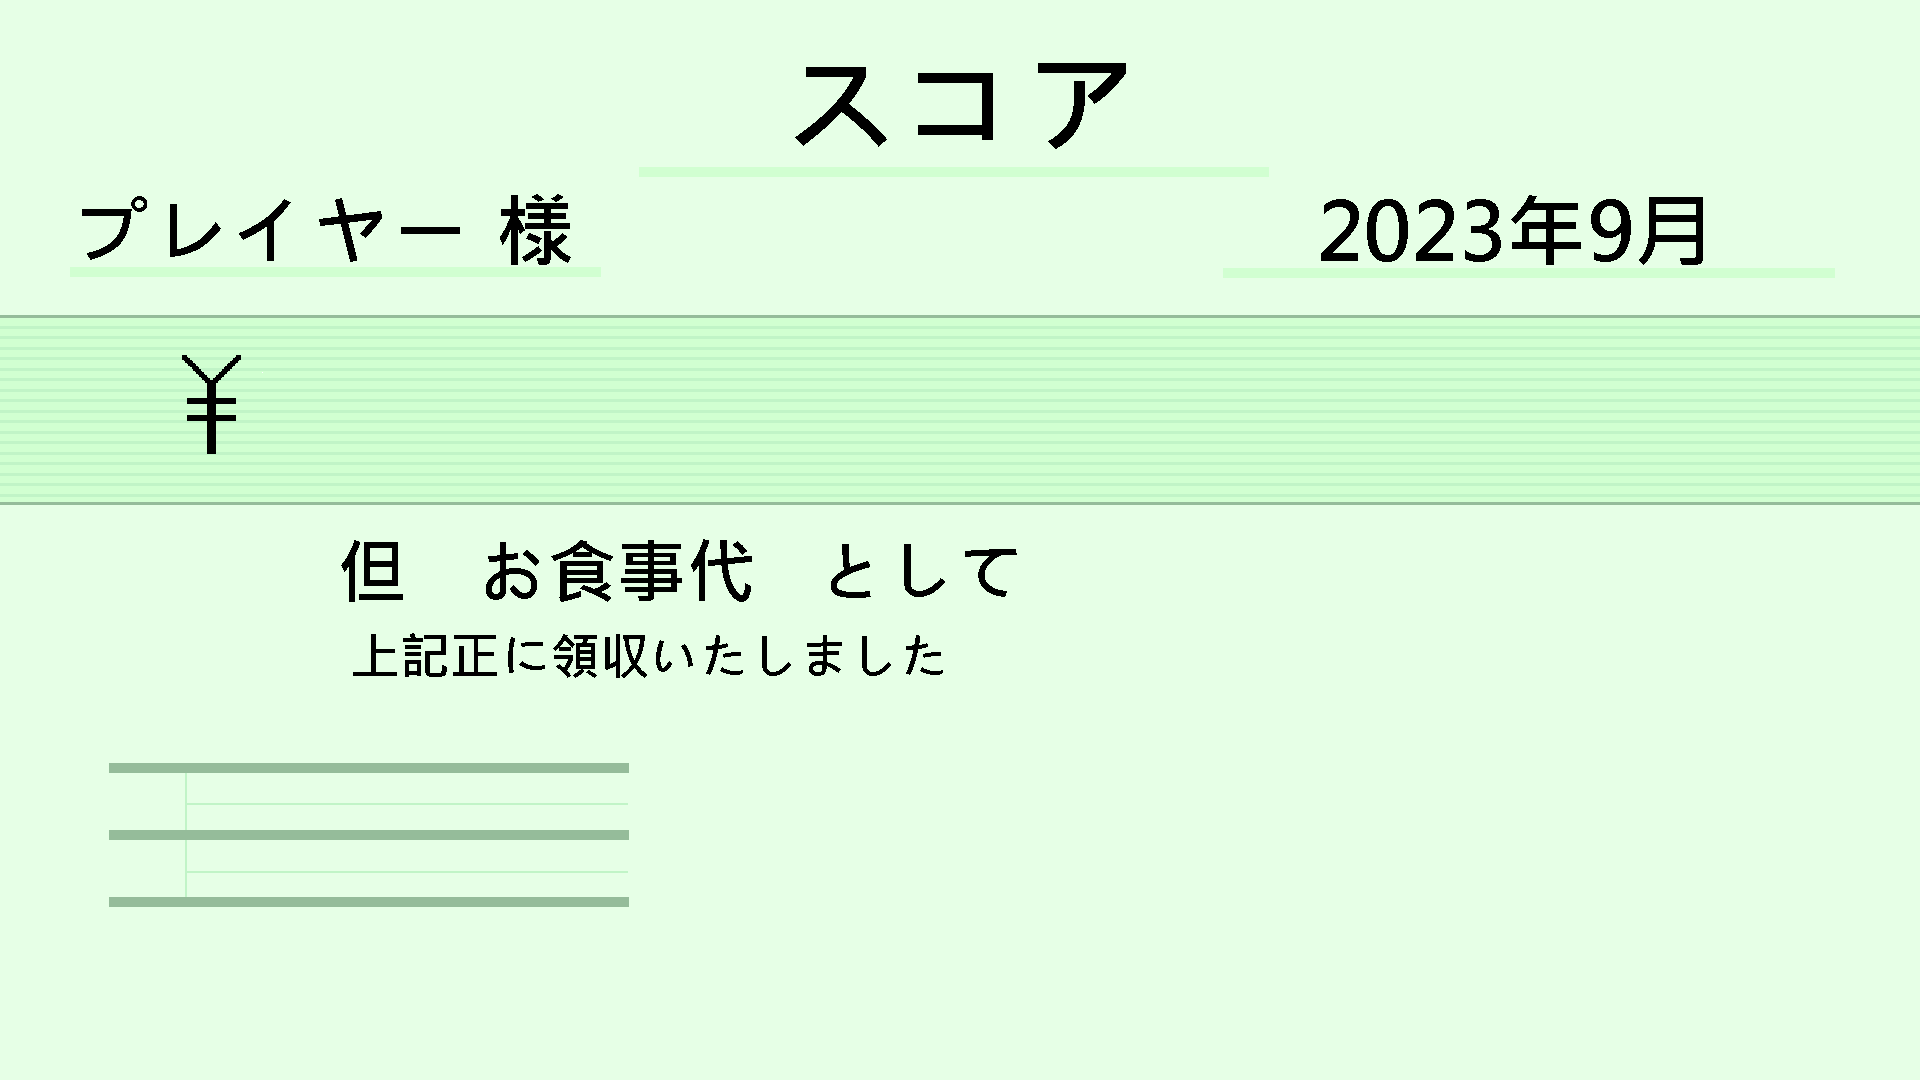 スコア
プレイヤー 様
2023年9月
¥
但　お食事代　として
上記正に領収いたしました